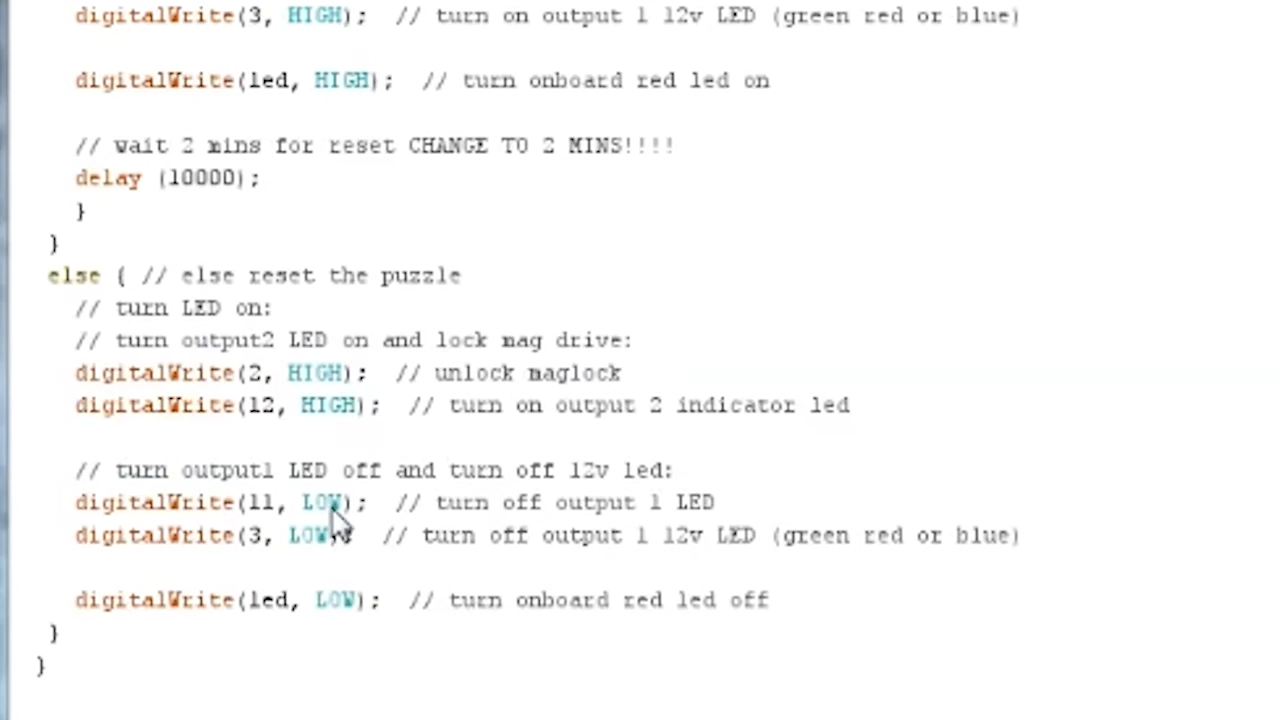 digitalWrite(3, HIGH);  // turn on output 1 12v LED (green red or blue)
digitalWrite(led, HIGH);  // turn onboard red led on
// wait 2 mins for reset CHANGE TO 2 MINS!!!!
delay (10000);
}
}
else { // else reset the puzzle
// turn LED on:
// turn output2 LED on and lock mag drive:
digitalWrite(2, HIGH);  // unlock maglock
digitalWrite(12, HIGH);  // turn on output 2 indicator led
// turn output1 LED off and turn off 12v led:
digitalWrite(11, LOW);  // turn off output 1 LED
digitalWrite(3, LOW);  // turn off output 1 12v LED (green red or blue)
digitalWrite(led, LOW);  // turn onboard red led off
}
}